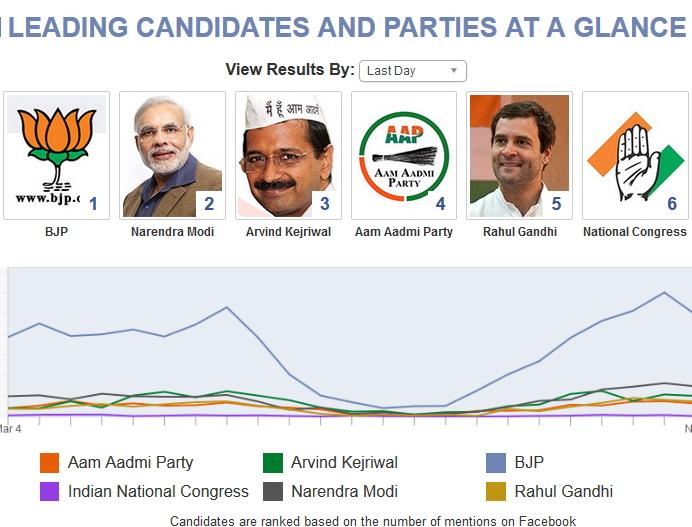 LEADING CANDIDATES AND PARTIES AT A GLANCE
View Results By: Last Day
मैं हूँ आम आदमी
AAP
AAM AADMI
PARTY
www.bjp.
1 2 3 4 5 6
BJP Narendra Modi Arvind Kejriwal Aam Aadmi Party Rahul Gandhi National Congress
Mar 4
Aam Aadmi Party Arvind Kejriwal BJP
Indian National Congress Narendra Modi Rahul Gandhi
Candidates are ranked based on the number of mentions on Facebook